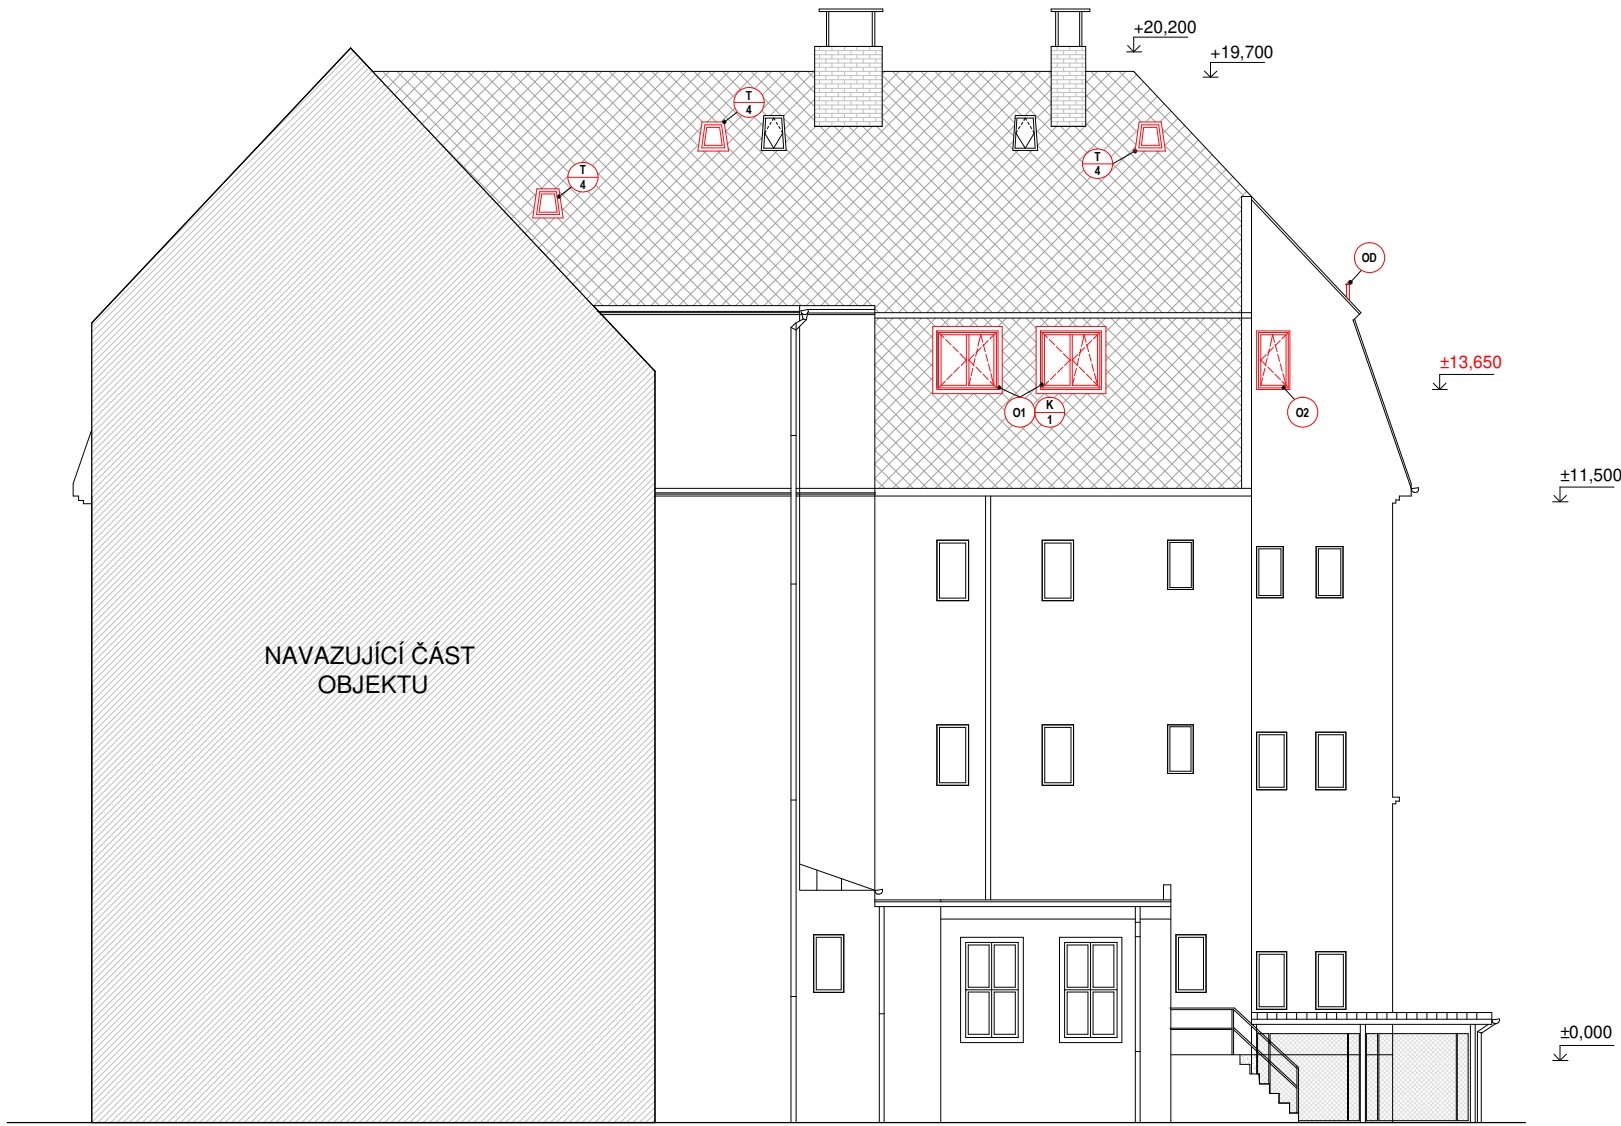 +20,200
+19,700
T
4
T
4
T
4
OD
±13,650
O1
K
1
O2
±11,500
NAVAZUJÍCÍ ČÁST
OBJEKTU
±0,000